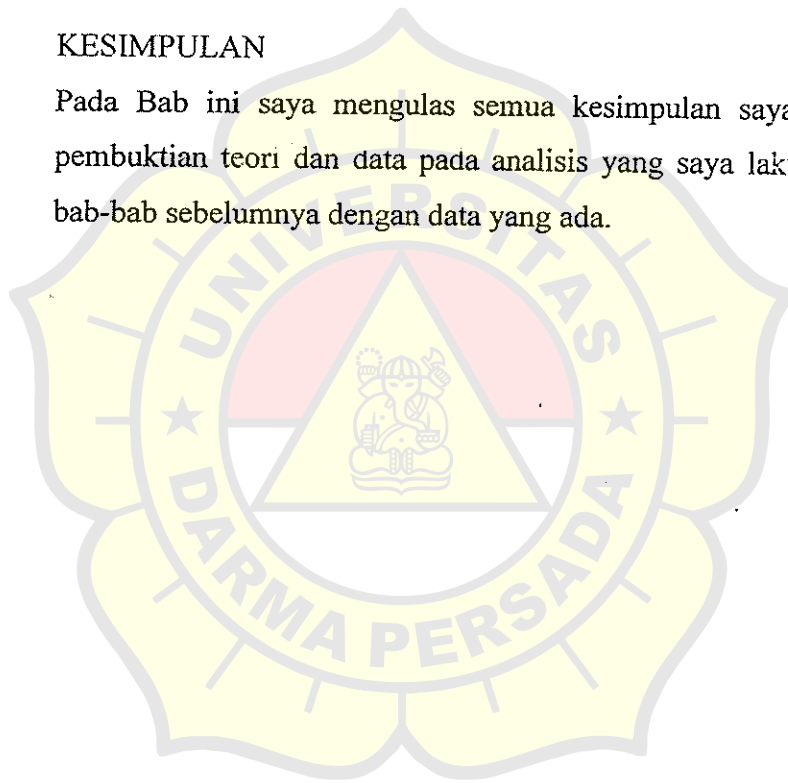 KESIMPULAN
Pada Bab ini saya mengulas semua kesimpulan saya
pembuktian teori dan data pada analisis yang saya
bab-bab sebelumnya dengan data yang ada.
UNIVERSITAS
DARMA PERSADA